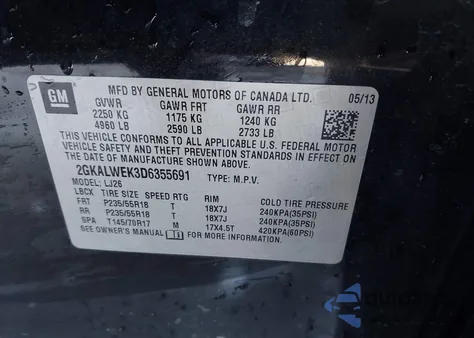 GM
MFD BY GENERAL MOTORS OF CANADA LTD. 05/13
GVWR GAWR FRT GAWR RR
2250 KG 1175 KG 1240 KG
4960 LB 2590 LB 2733 LB
THIS VEHICLE CONFORMS TO ALL APPLICABLE U.S. FEDERAL MOTOR
VEHICLE SAFETY AND THEFT PREVENTION STANDARDS IN EFFECT
ON THE DATE OF MANUFACTURE SHOWN ABOVE.
2GKALWEK3D6355691 TYPE: M.P.V.
MODEL: LJ26
LBCX TIRE SIZE SPEED RTG RIM COLD TIRE PRESSURE
FRT P235/55R18 T 18X7J 240KPA(35PSI)
RR P235/55R18 T 18X7J 240KPA(35PSI)
SP T145/70R17 M 17X4.5T 420KPA(60PSI)
SEE OWNER'S MANUAL FOR MORE INFORMATION.